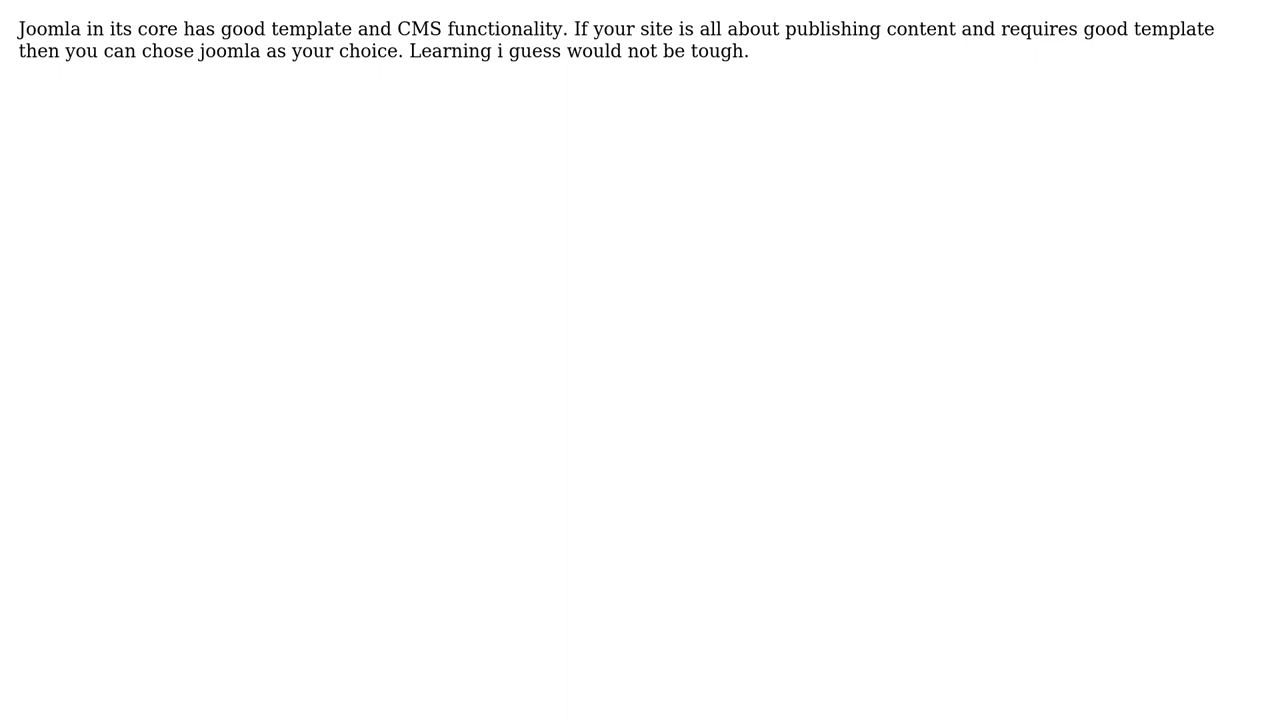 Joomla in its core has good template and CMS functionality. If your site is all about publishing content and requires good template
then you can chose joomla as your choice. Learning i guess would not be tough.